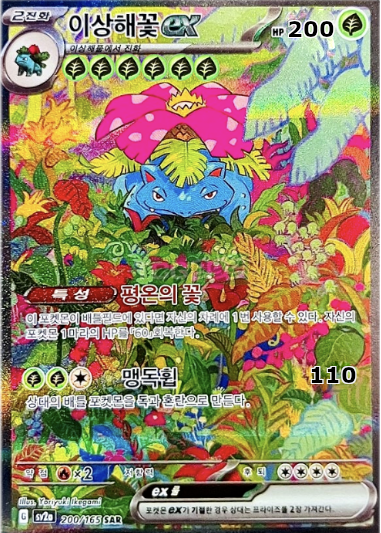 2진화
이상해꽃 ex
HP 200
이상해풀에서 진화
특성 평온의 꽃
이 포켓몬이 배틀필드에 있다면 자신의 차례에 1번 사용할 수 있다. 자신의
포켓몬 1마리의 HP를 「60」회복한다.
맹독휩 110
상대의 배틀 포켓몬을 독과 혼란으로 만든다.
약점 ×2 저항력 후퇴
Illus. Yoriyuki Ikegami
G sv2a 200/165 SAR
ex 룰
포켓몬 ex가 기절한 경우 상대는 프라이즈를 2장 가져간다.